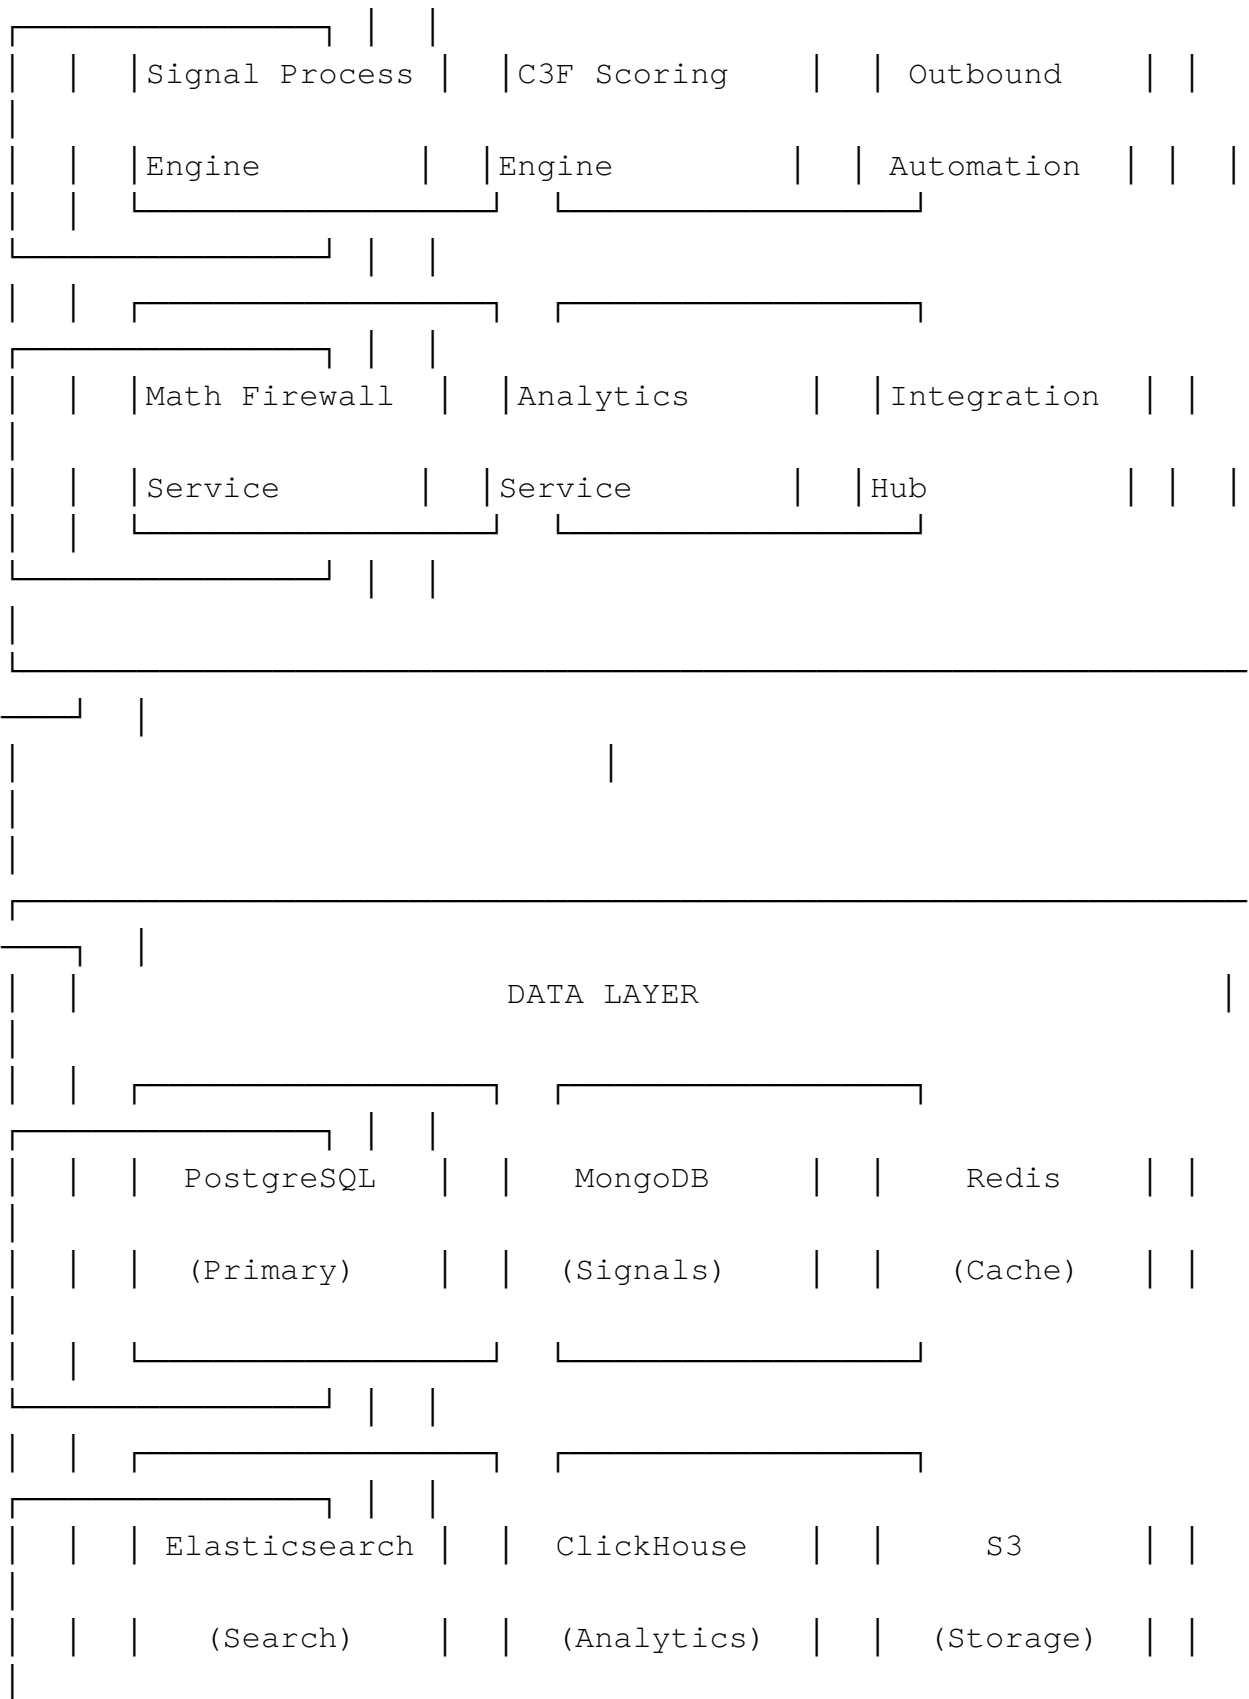 Signal Process C3F Scoring Outbound
Engine Engine Automation
Math Firewall Analytics Integration
Service Service Hub
DATA LAYER
PostgreSQL MongoDB Redis
(Primary) (Signals) (Cache)
Elasticsearch ClickHouse S3
(Search) (Analytics) (Storage)